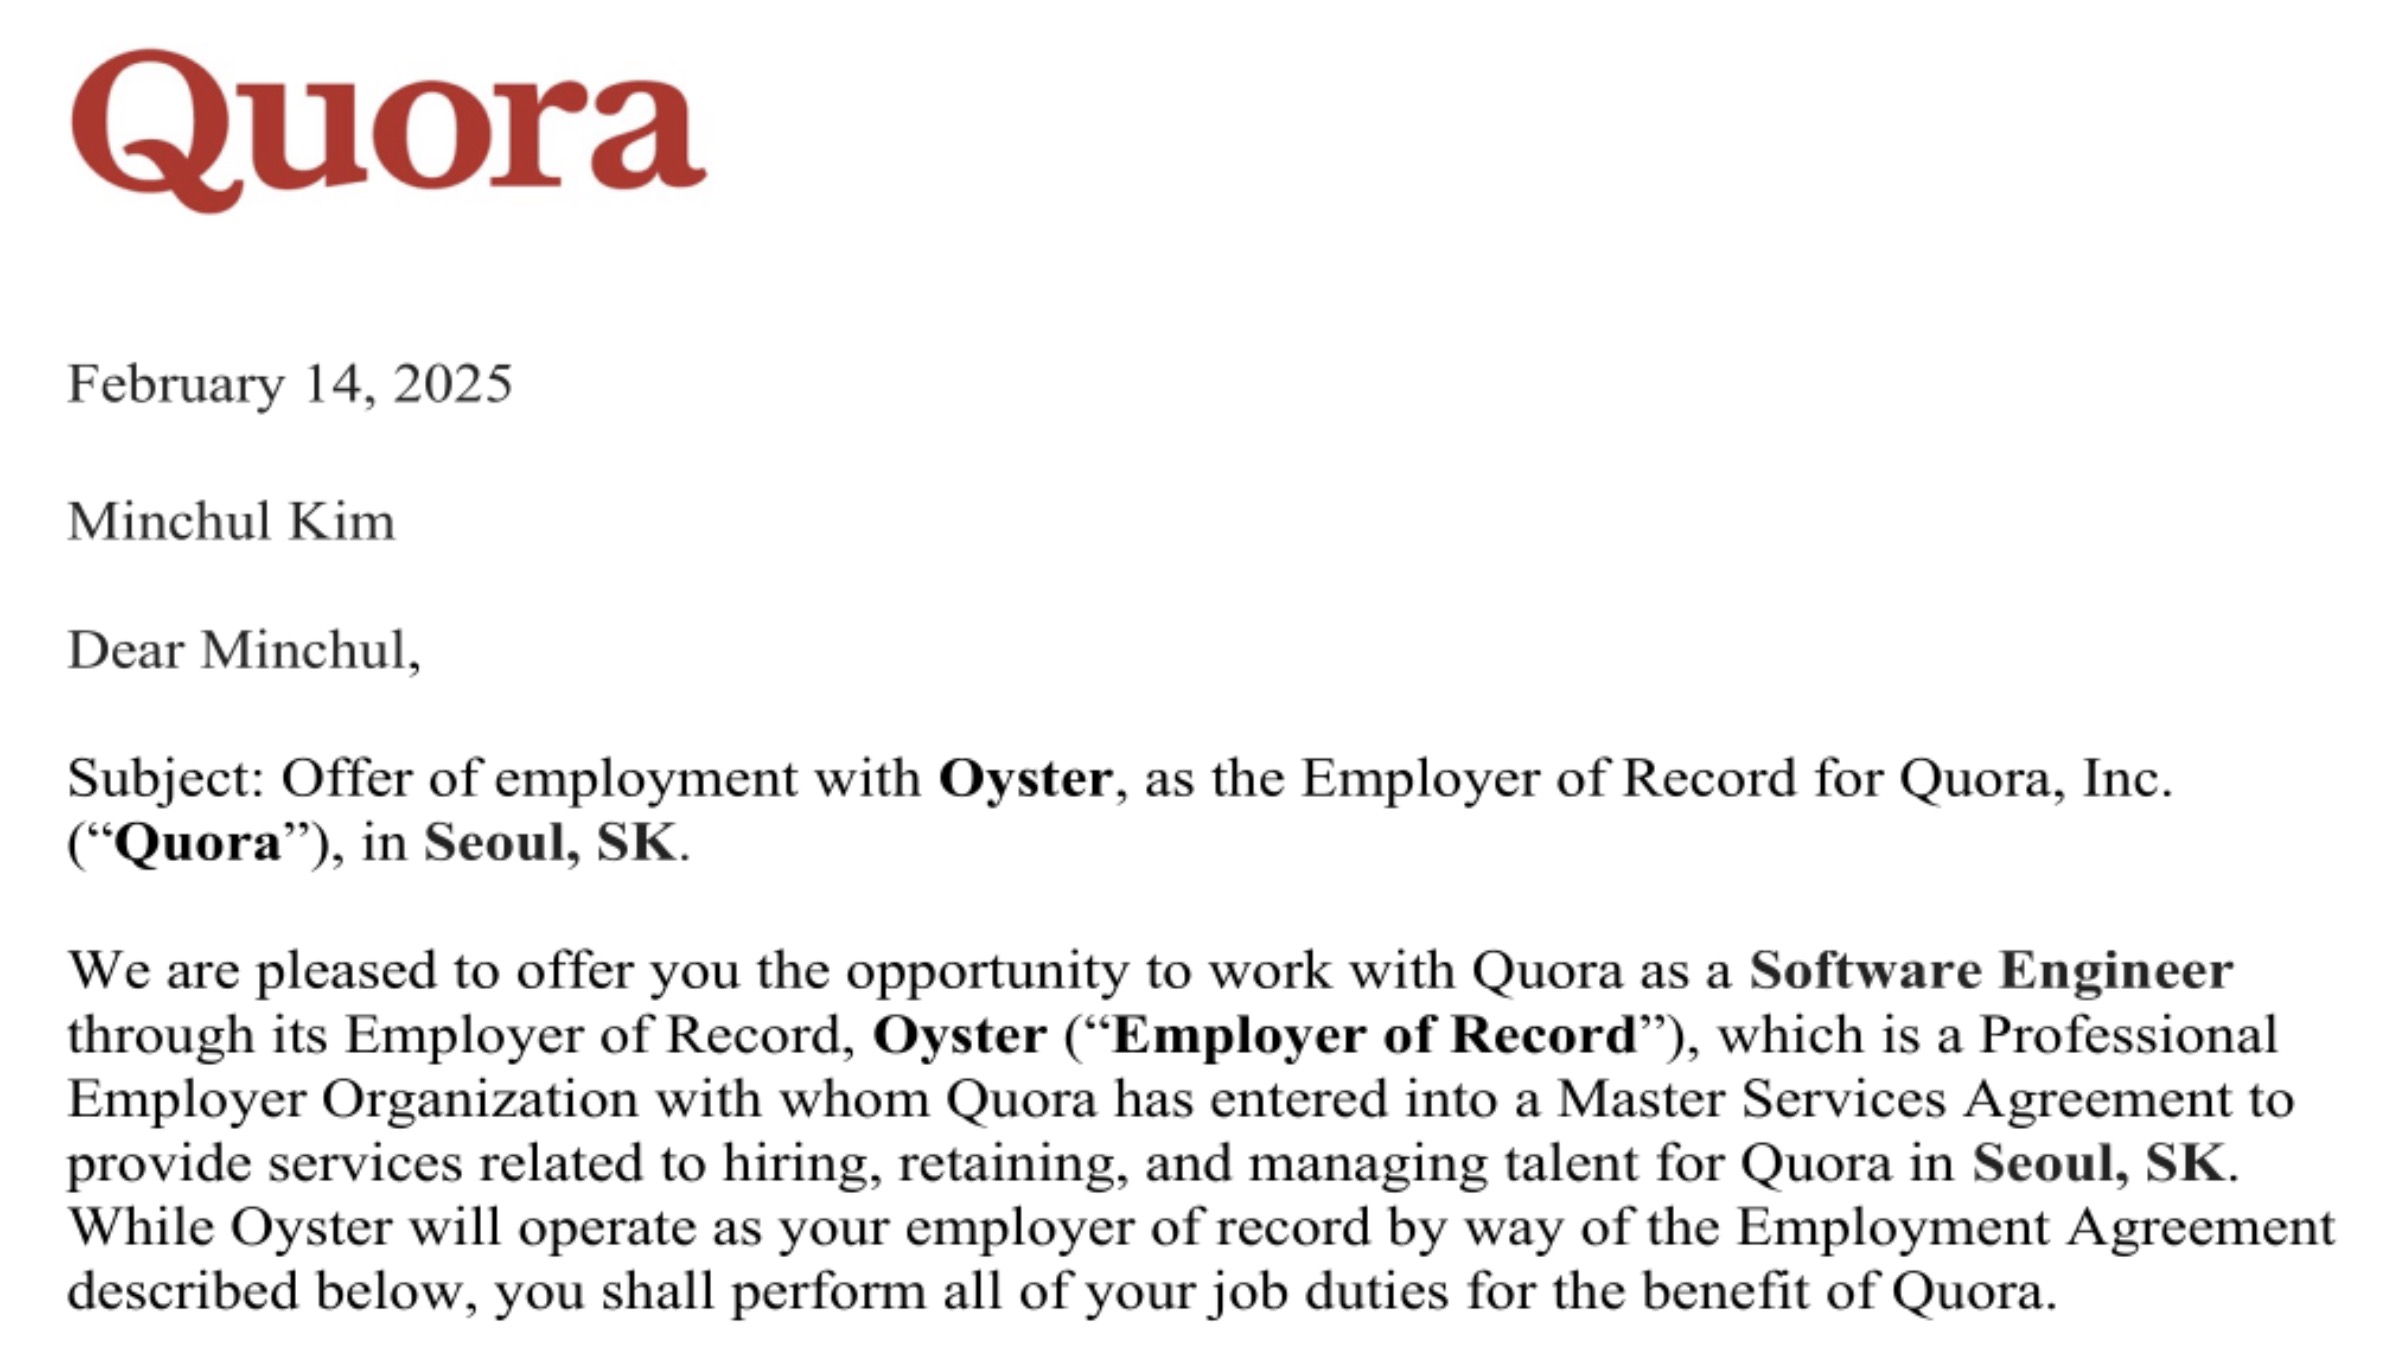 Quora
February 14, 2025
Minchul Kim
Dear Minchul,
Subject: Offer of employment with Oyster, as the Employer of Record for Quora, Inc.
(“Quora”), in Seoul, SK.
We are pleased to offer you the opportunity to work with Quora as a Software Engineer
through its Employer of Record, Oyster (“Employer of Record”), which is a Professional
Employer Organization with whom Quora has entered into a Master Services Agreement to
provide services related to hiring, retaining, and managing talent for Quora in Seoul, SK.
While Oyster will operate as your employer of record by way of the Employment Agreement
described below, you shall perform all of your job duties for the benefit of Quora.